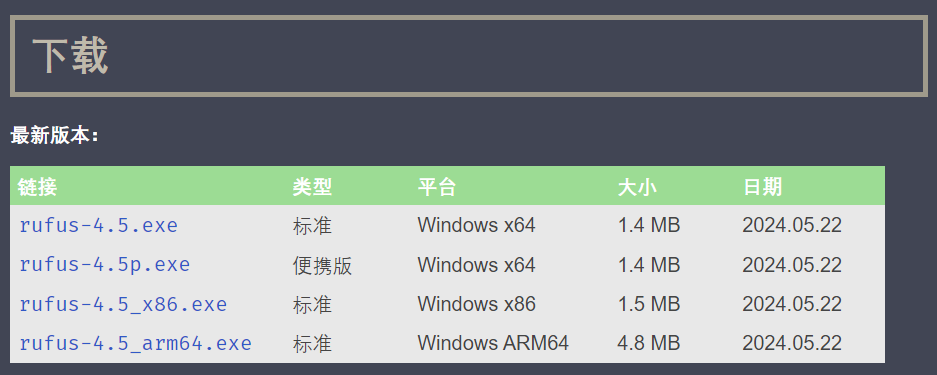 下载
最新版本：
链接 类型 平台 大小 日期
rufus-4.5.exe 标准 Windows x64 1.4 MB 2024.05.22
rufus-4.5p.exe 便携版 Windows x64 1.4 MB 2024.05.22
rufus-4.5_x86.exe 标准 Windows x86 1.5 MB 2024.05.22
rufus-4.5_arm64.exe 标准 Windows ARM64 4.8 MB 2024.05.22